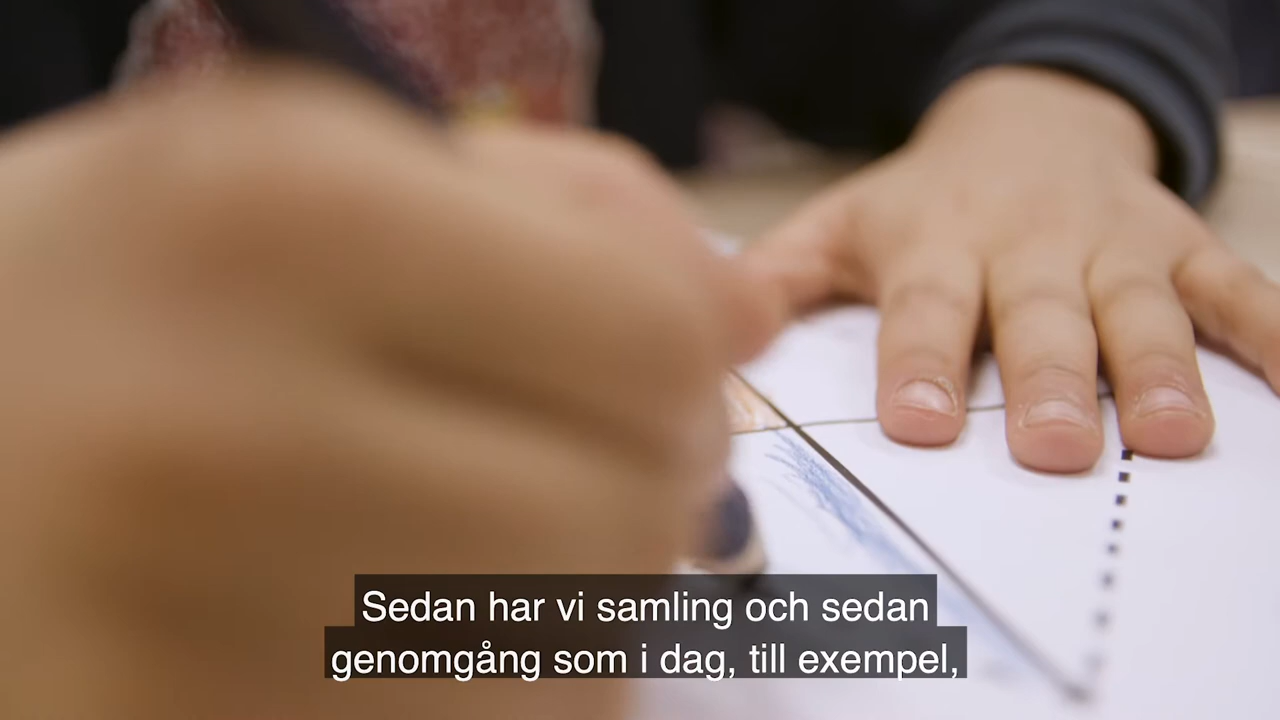 Sedan har vi samling och sedan
genomgång som i dag, till exempel,